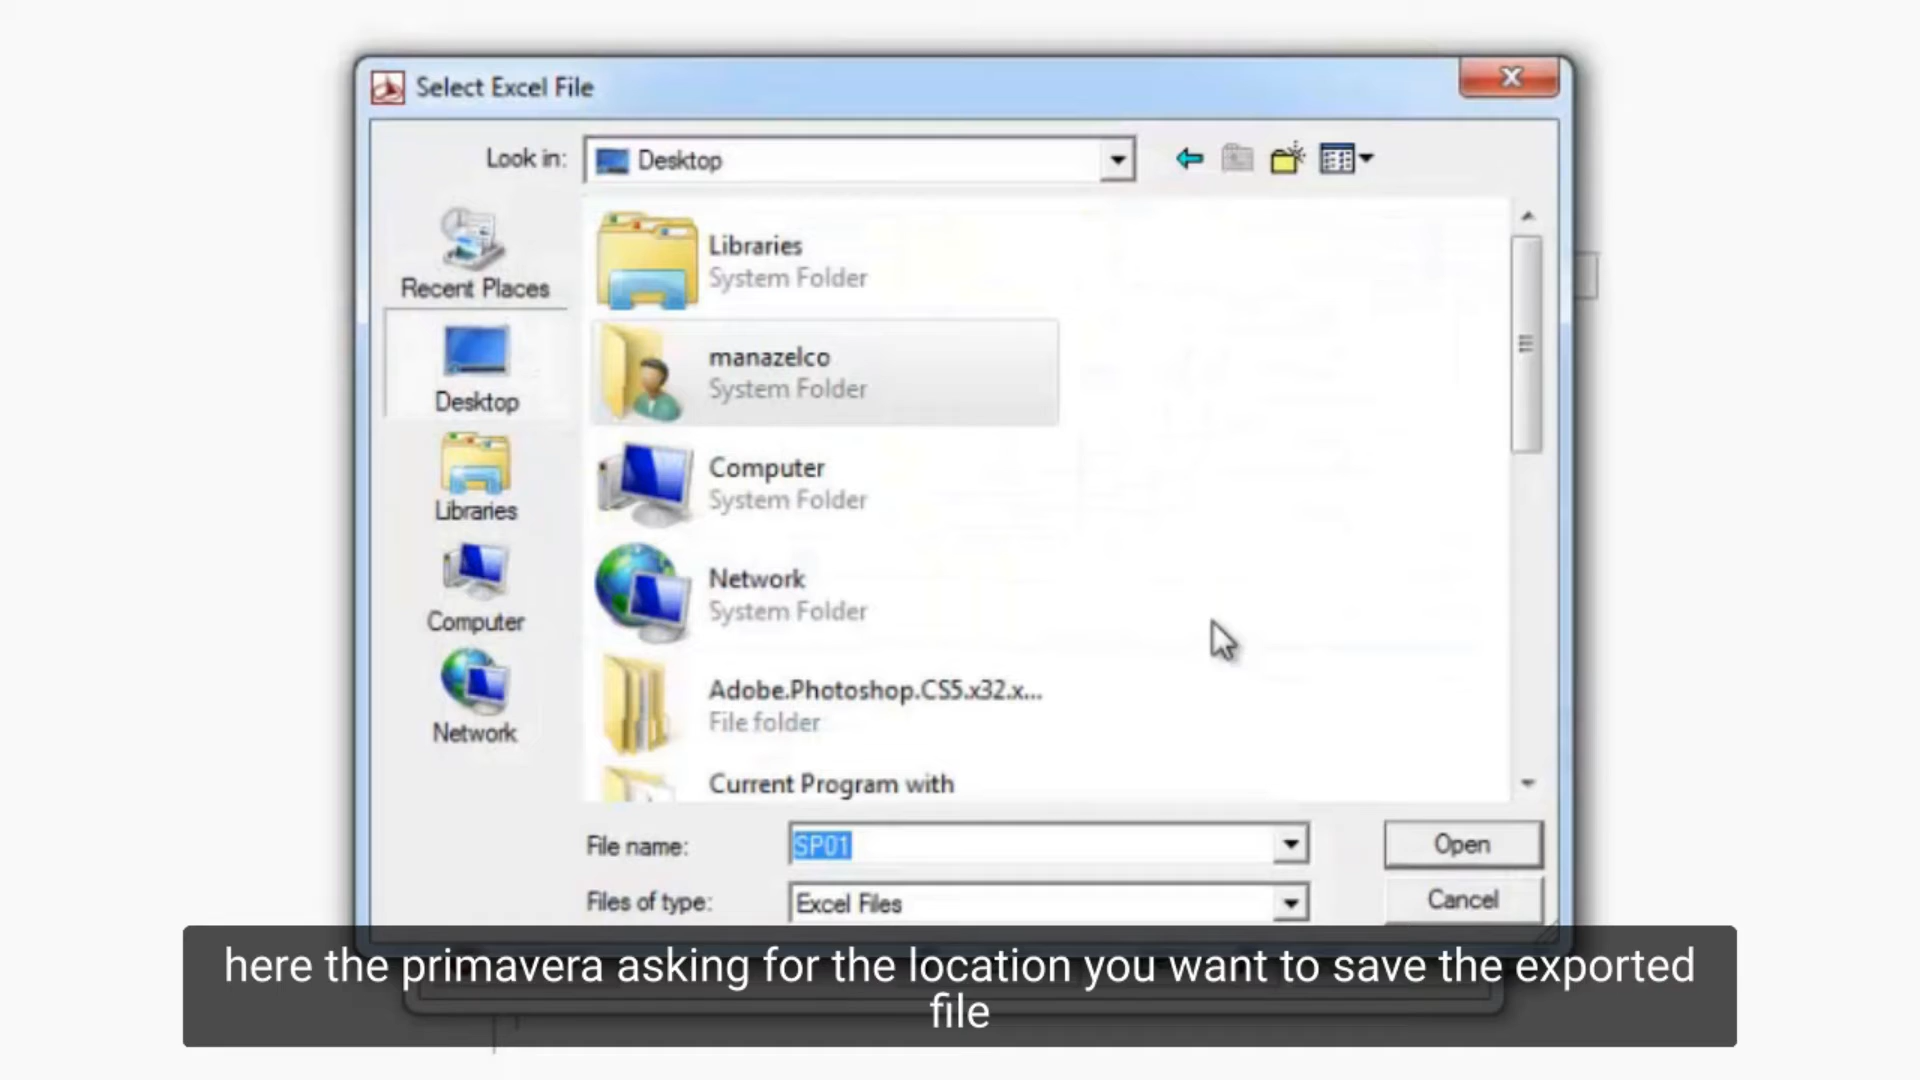 Select Excel File
Look in:
Desktop
Recent Places
Desktop
Libraries
Computer
Network
Libraries
System Folder
manazelco
System Folder
Computer
System Folder
Network
System Folder
Adobe.Photoshop.CS5.x32.x...
File folder
Current Program with
File name:
SP01
Open
Files of type:
Excel Files
Cancel
here the primavera asking for the location you want to save the exported
file